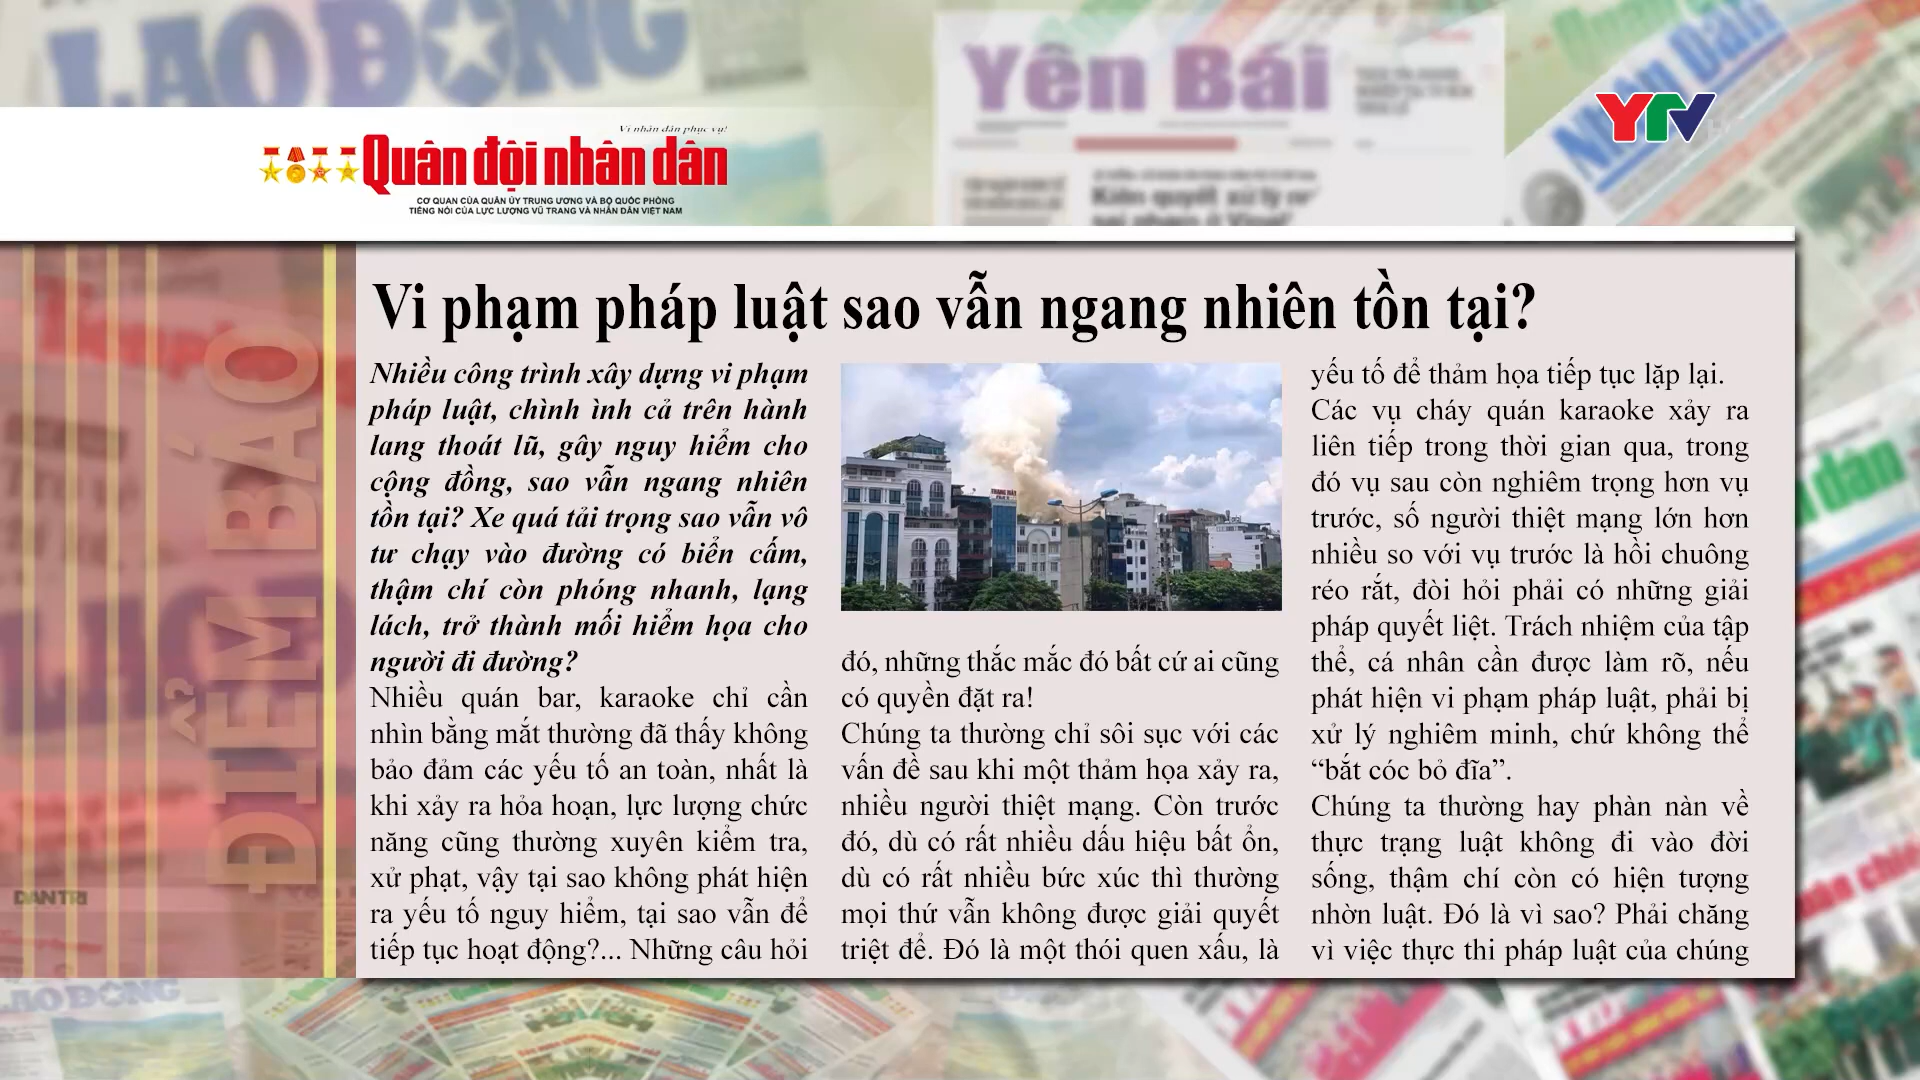 LAO ĐỘNG
Yên Bái
Nhân Dân
YTV
Vì nhân dân phục vụ!
Quân đội nhân dân
CƠ QUAN CỦA QUÂN ỦY TRUNG ƯƠNG VÀ BỘ QUỐC PHÒNG
TIẾNG NÓI CỦA LỰC LƯỢNG VŨ TRANG VÀ NHÂN DÂN VIỆT NAM
Kiên quyết xử lý
ĐIỂM BÁO
Vi phạm pháp luật sao vẫn ngang nhiên tồn tại?
Nhiều công trình xây dựng vi phạm
pháp luật, chình ình cả trên hành
lang thoát lũ, gây nguy hiểm cho
cộng đồng, sao vẫn ngang nhiên
tồn tại? Xe quá tải trọng sao vẫn vô
tư chạy vào đường có biển cấm,
thậm chí còn phóng nhanh, lạng
lách, trở thành mối hiểm họa cho
người đi đường?
Nhiều quán bar, karaoke chỉ cần
nhìn bằng mắt thường đã thấy không
bảo đảm các yếu tố an toàn, nhất là
khi xảy ra hỏa hoạn, lực lượng chức
năng cũng thường xuyên kiểm tra,
xử phạt, vậy tại sao không phát hiện
ra yếu tố nguy hiểm, tại sao vẫn để
tiếp tục hoạt động?... Những câu hỏi
đó, những thắc mắc đó bất cứ ai cũng
có quyền đặt ra!
Chúng ta thường chỉ sôi sục với các
vấn đề sau khi một thảm họa xảy ra,
nhiều người thiệt mạng. Còn trước
đó, dù có rất nhiều dấu hiệu bất ổn,
dù có rất nhiều bức xúc thì thường
mọi thứ vẫn không được giải quyết
triệt để. Đó là một thói quen xấu, là
yếu tố để thảm họa tiếp tục lặp lại.
Các vụ cháy quán karaoke xảy ra
liên tiếp trong thời gian qua, trong
đó vụ sau còn nghiêm trọng hơn vụ
trước, số người thiệt mạng lớn hơn
nhiều so với vụ trước là hồi chuông
réo rắt, đòi hỏi phải có những giải
pháp quyết liệt. Trách nhiệm của tập
thể, cá nhân cần được làm rõ, nếu
phát hiện vi phạm pháp luật, phải bị
xử lý nghiêm minh, chứ không thể
“bắt cóc bỏ đĩa”.
Chúng ta thường hay phàn nàn về
thực trạng luật không đi vào đời
sống, thậm chí còn có hiện tượng
nhờn luật. Đó là vì sao? Phải chăng
vì việc thực thi pháp luật của chúng
DAN TRI
LAO ĐỘNG